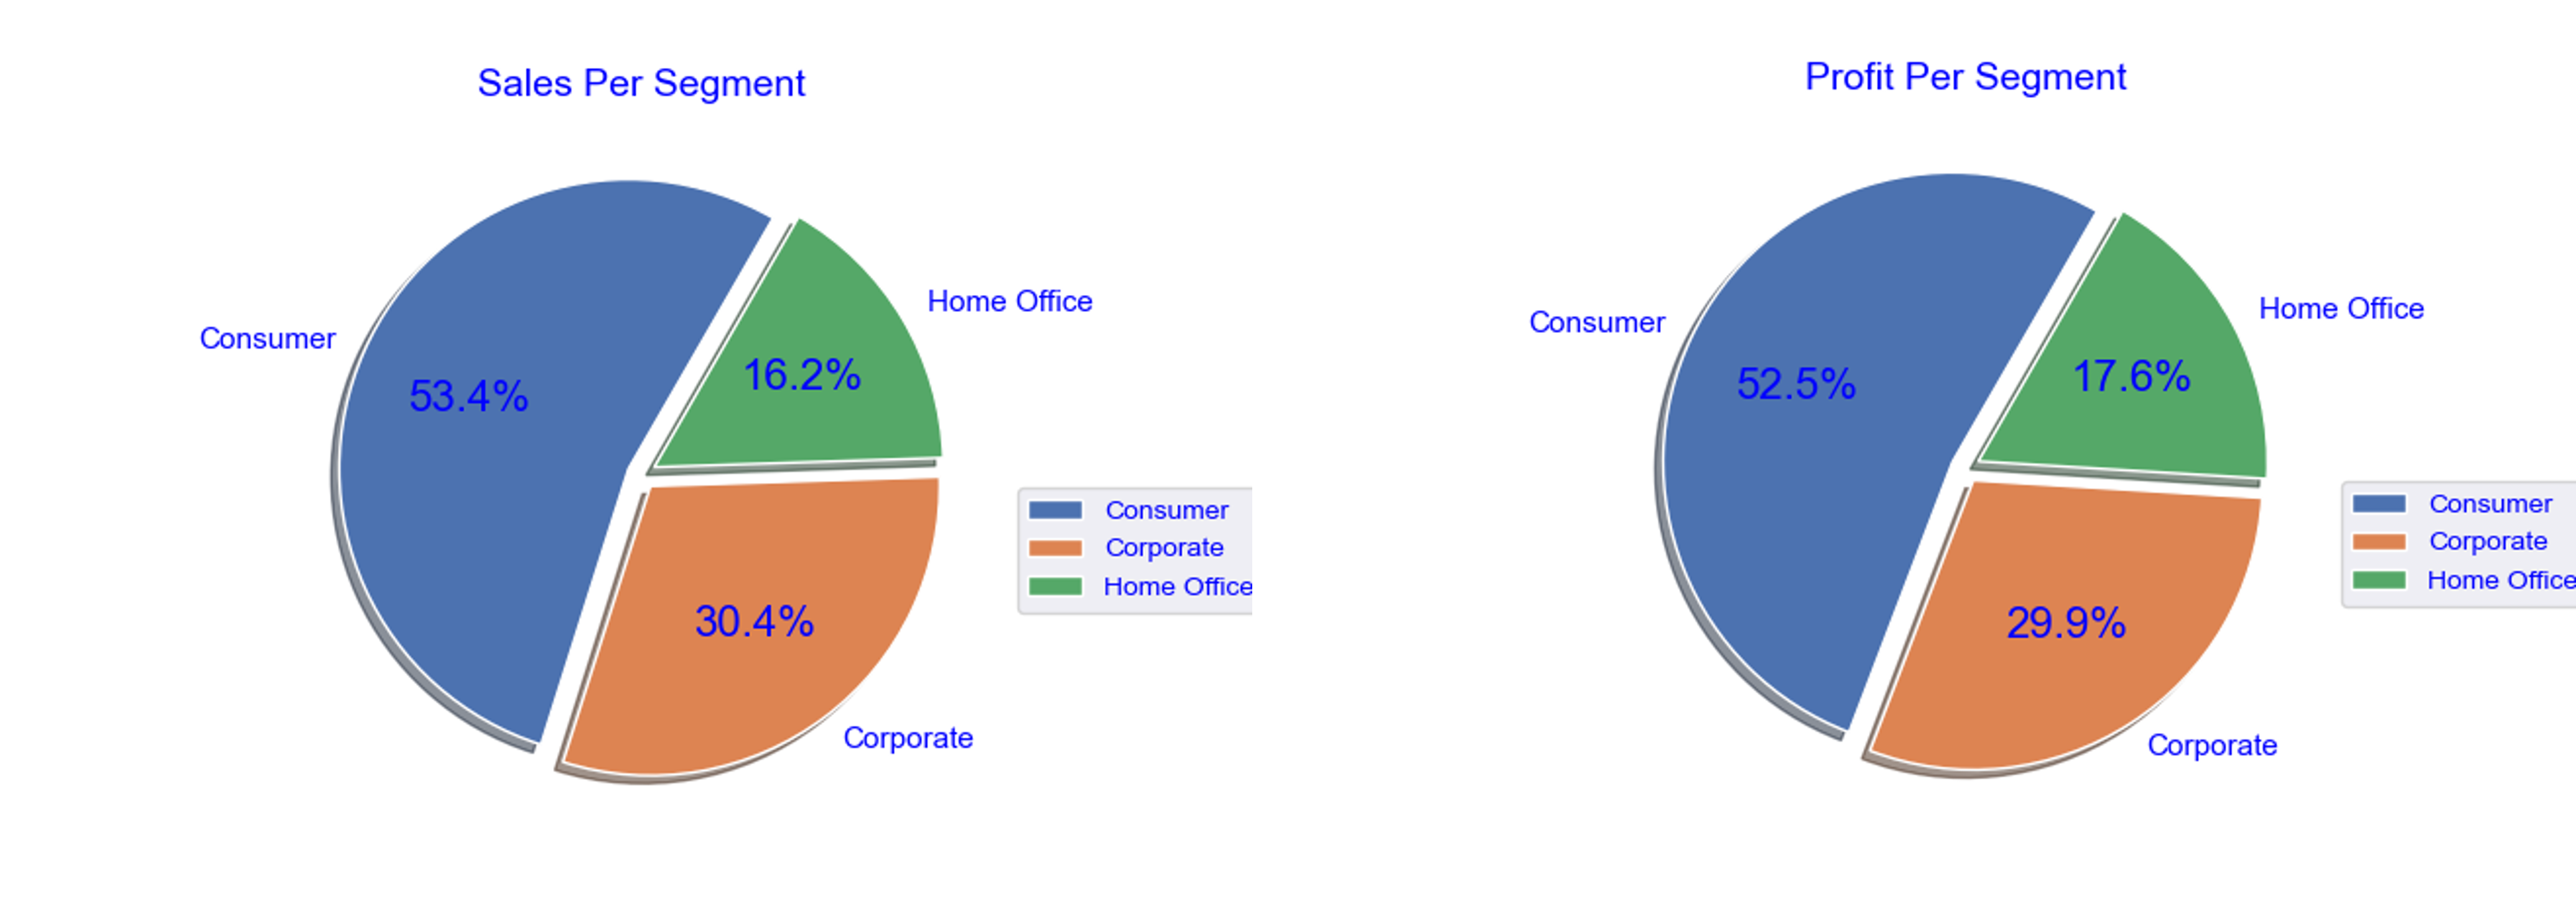 Sales Per Segment
Home Office
Consumer
16.2%
53.4%
Consumer
Corporate
Home Office
30.4%
Corporate
Profit Per Segment
Home Office
Consumer
17.6%
52.5%
Consumer
Corporate
Home Office
29.9%
Corporate